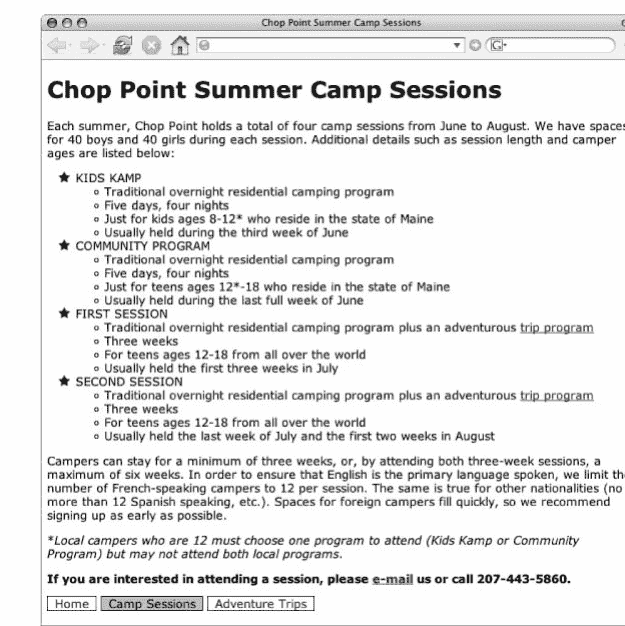 Chop Point Summer Camp Sessions
G
Chop Point Summer Camp Sessions
Each summer, Chop Point holds a total of four camp sessions from June to August. We have spaces
for 40 boys and 40 girls during each session. Additional details such as session length and camper
ages are listed below:
KIDS KAMP
Traditional overnight residential camping program
Five days, four nights
Just for kids ages 8-12* who reside in the state of Maine
Usually held during the third week of June
COMMUNITY PROGRAM
Traditional overnight residential camping program
Five days, four nights
Just for teens ages 12*-18 who reside in the state of Maine
Usually held during the last full week of June
FIRST SESSION
Traditional overnight residential camping program plus an adventurous trip program
Three weeks
For teens ages 12-18 from all over the world
Usually held the first three weeks in July
SECOND SESSION
Traditional overnight residential camping program plus an adventurous trip program
Three weeks
For teens ages 12-18 from all over the world
Usually held the last week of July and the first two weeks in August
Campers can stay for a minimum of three weeks, or, by attending both three-week sessions, a
maximum of six weeks. In order to ensure that English is the primary language spoken, we limit th
number of French-speaking campers to 12 per session. The same is true for other nationalities (no
more than 12 Spanish speaking, etc.). Spaces for foreign campers fill quickly, so we recommend
signing up as early as possible.
*Local campers who are 12 must choose one program to attend (Kids Kamp or Community
Program) but may not attend both local programs.
If you are interested in attending a session, please e-mail us or call 207-443-5860.
Home Camp Sessions Adventure Trips